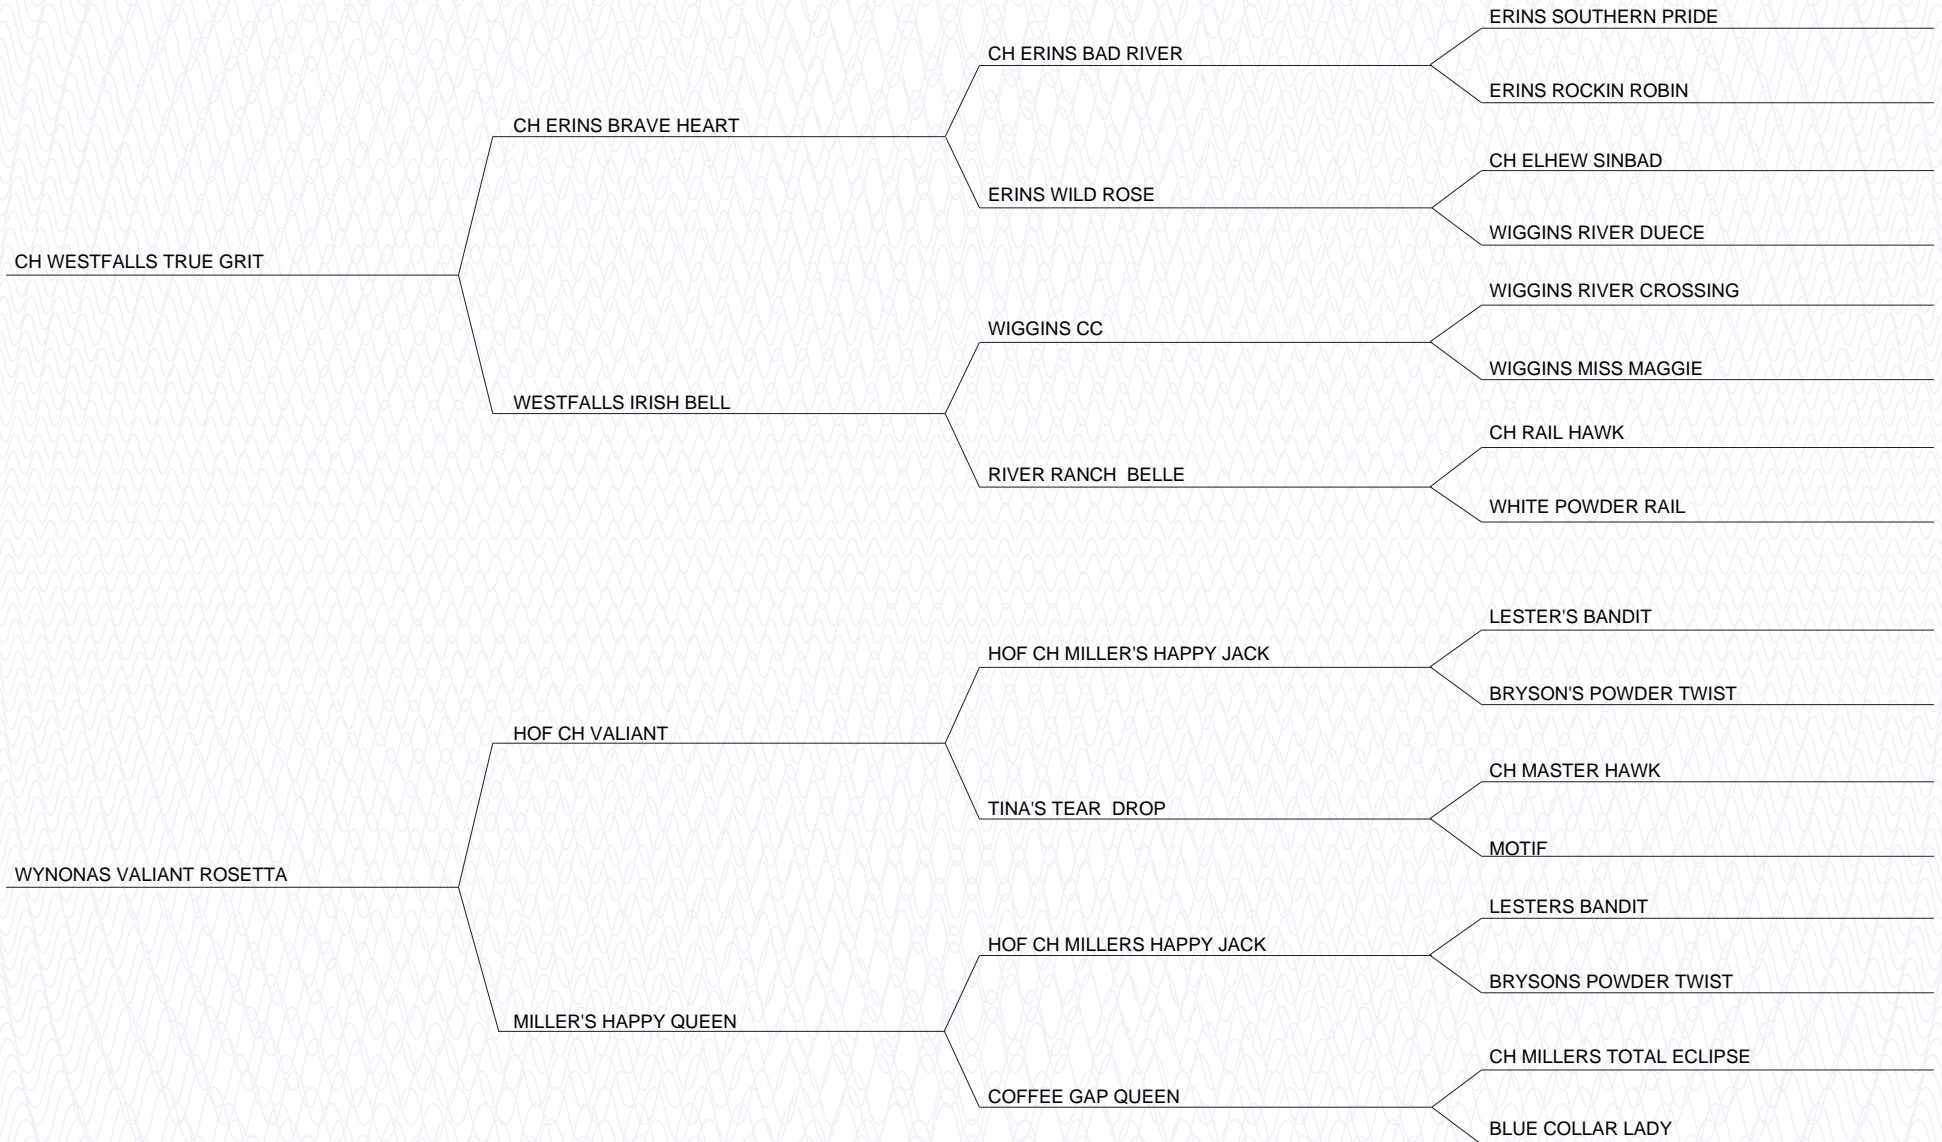 ERINS SOUTHERN PRIDE
CH ERINS BAD RIVER
ERINS ROCKIN ROBIN
CH ERINS BRAVE HEART
CH ELHEW SINBAD
ERINS WILD ROSE
WIGGINS RIVER DUECE
CH WESTFALLS TRUE GRIT
WIGGINS RIVER CROSSING
WIGGINS CC
WIGGINS MISS MAGGIE
WESTFALLS IRISH BELL
CH RAIL HAWK
RIVER RANCH  BELLE
WHITE POWDER RAIL
LESTER'S BANDIT
HOF CH MILLER'S HAPPY JACK
BRYSON'S POWDER TWIST
HOF CH VALIANT
CH MASTER HAWK
TINA'S TEAR  DROP
MOTIF
WYNONAS VALIANT ROSETTA
LESTERS BANDIT
HOF CH MILLERS HAPPY JACK
BRYSONS POWDER TWIST
MILLER'S HAPPY QUEEN
CH MILLERS TOTAL ECLIPSE
COFFEE GAP QUEEN
BLUE COLLAR LADY